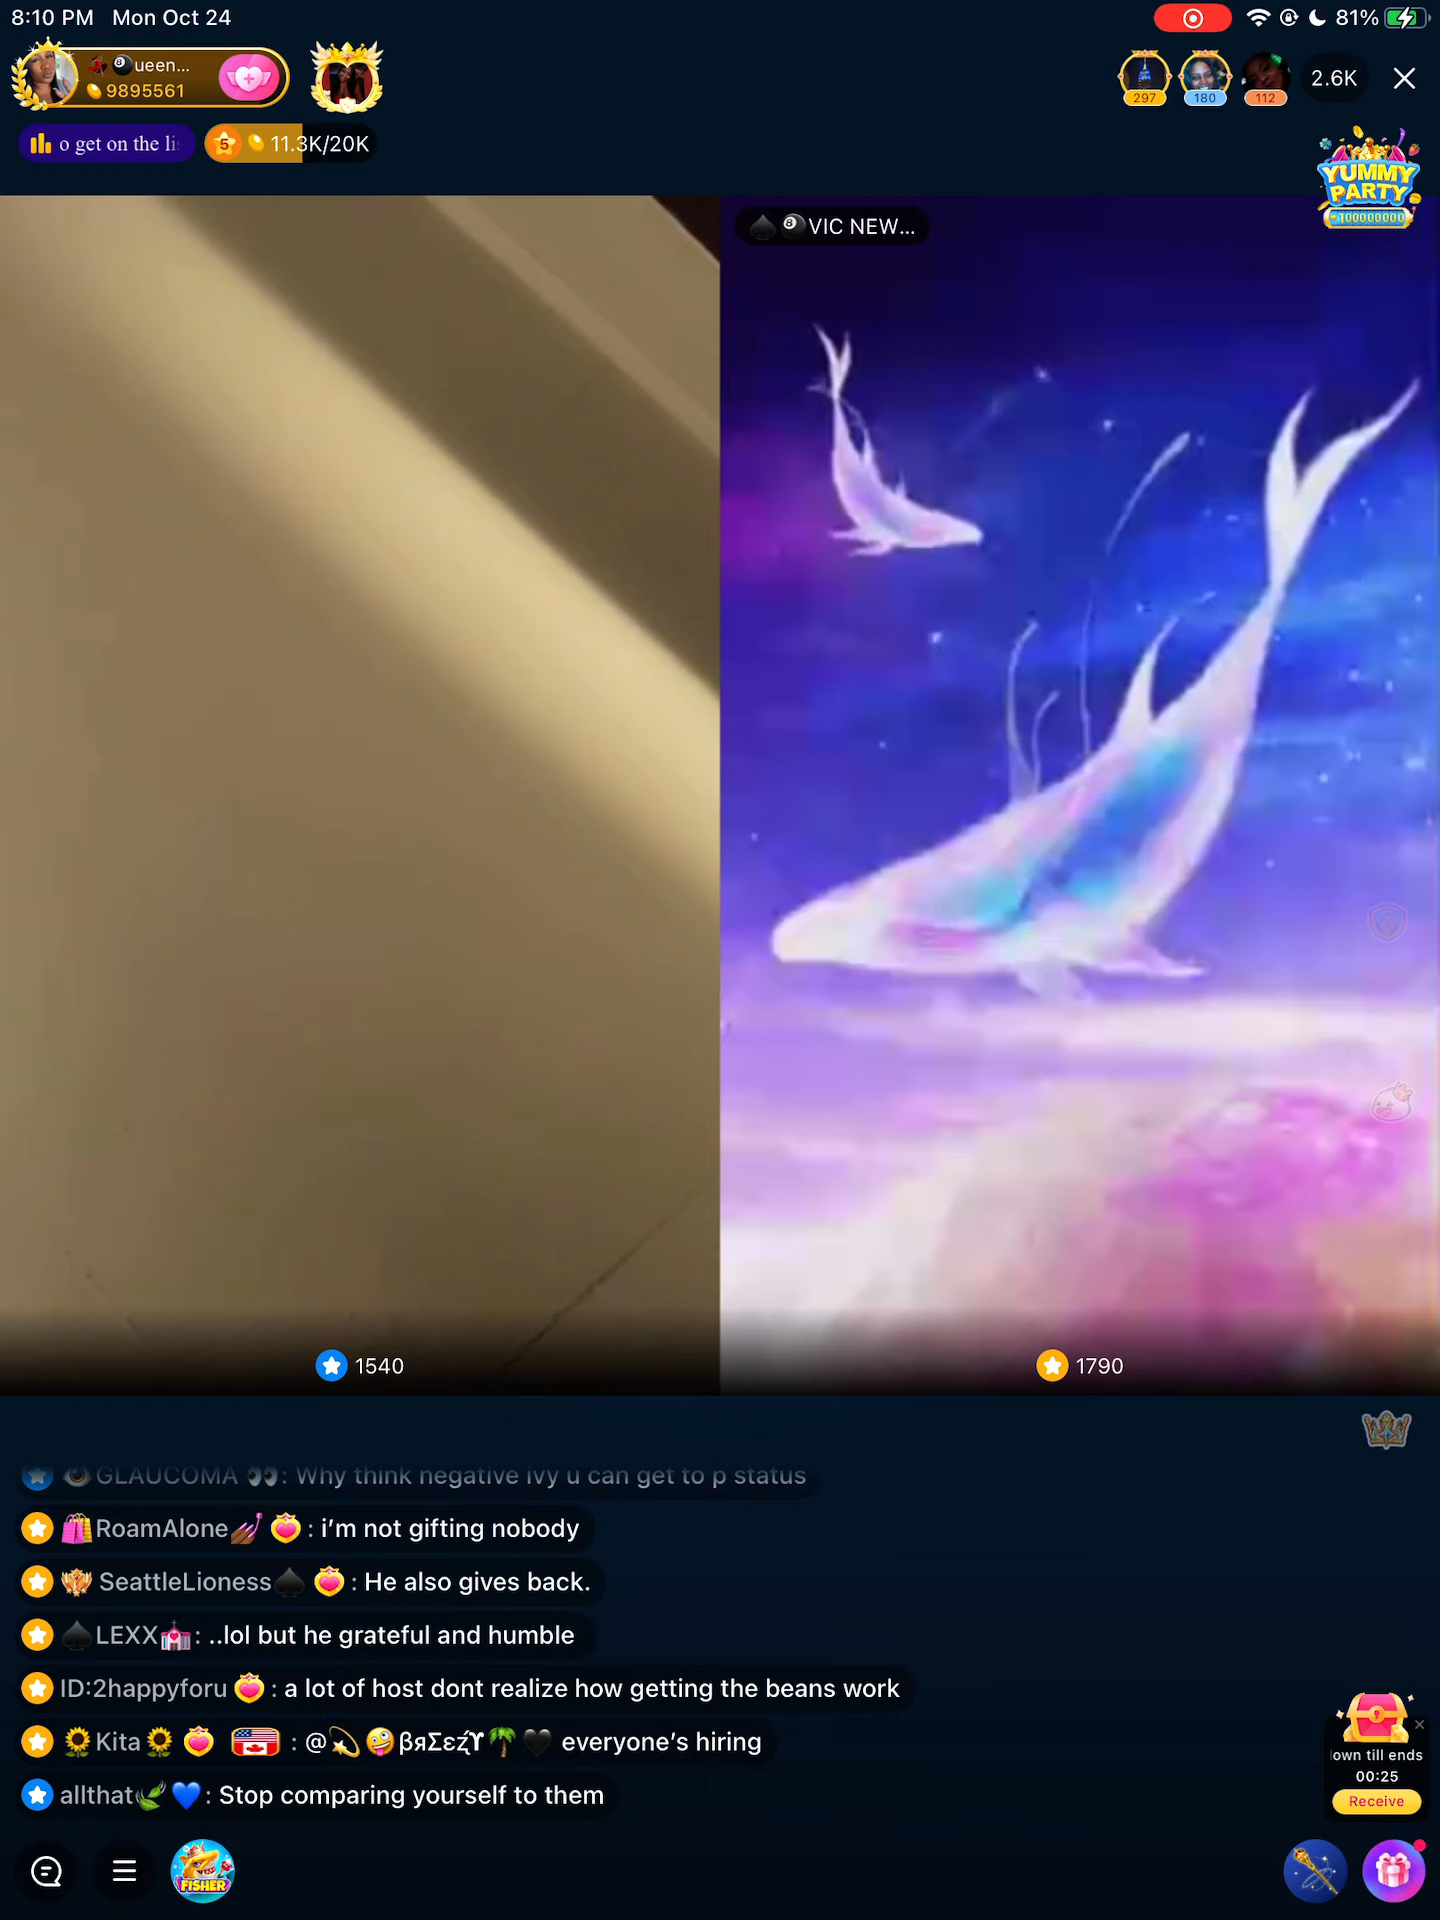 8:10 PM Mon Oct 24
81%
ueen...
9895561
297
180
112
2.6K
o get on the li
5
11.3K/20K
YUMMY
PARTY
100000000
8 VIC NEW...
1540
1790
GLAUCOMA 👀: Why think negative ivy u can get to p status
🛍️RoamAlone💅: i'm not gifting nobody
SeattleLioness♠️: He also gives back.
♠️LEXX💒: ..lol but he grateful and humble
ID:2happyforu: a lot of host dont realize how getting the beans work
🌻Kita🌻: @💫🤪βяΣεʐ́ϒ🌴🖤 everyone's hiring
allthat🌿💙: Stop comparing yourself to them
own till ends
00:25
Receive
FISHER